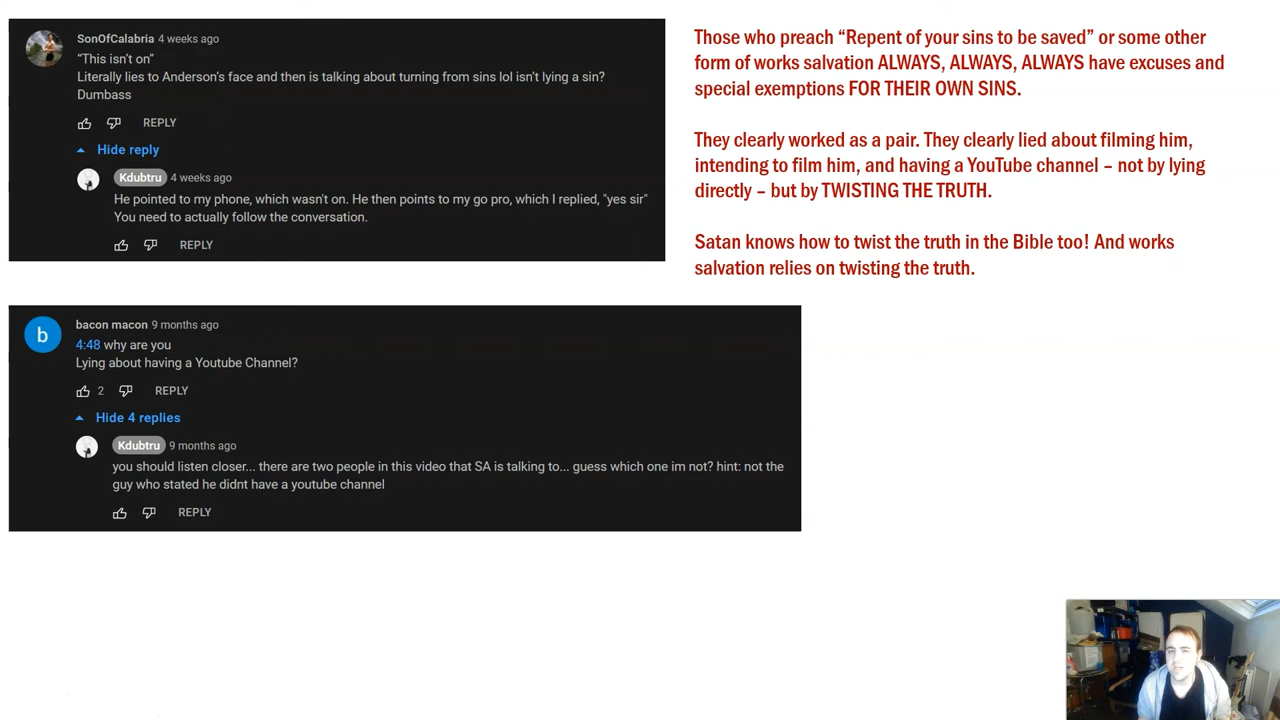 SonOfCalabria 4 weeks ago
“This isn't on”
Literally lies to Anderson's face and then is talking about turning from sins lol isn't lying a sin?
Dumbass
REPLY
Hide reply
Kdubtru 4 weeks ago
He pointed to my phone, which wasn't on. He then points to my go pro, which I replied, "yes sir"
You need to actually follow the conversation.
REPLY
b
bacon macon 9 months ago
4:48 why are you
Lying about having a Youtube Channel?
2 REPLY
Hide 4 replies
Kdubtru 9 months ago
you should listen closer... there are two people in this video that SA is talking to... guess which one im not? hint: not the
guy who stated he didnt have a youtube channel
REPLY
Those who preach “Repent of your sins to be saved” or some other
form of works salvation ALWAYS, ALWAYS, ALWAYS have excuses and
special exemptions FOR THEIR OWN SINS.
They clearly worked as a pair. They clearly lied about filming him,
intending to film him, and having a YouTube channel – not by lying
directly – but by TWISTING THE TRUTH.
Satan knows how to twist the truth in the Bible too! And works
salvation relies on twisting the truth.